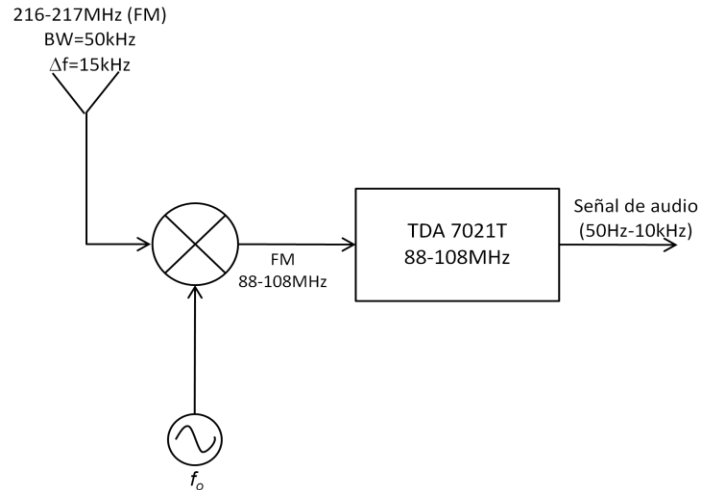 216-217MHz (FM)
BW=50kHz
Δf=15kHz
FM
88-108MHz
TDA 7021T
88-108MHz
Señal de audio
(50Hz-10kHz)
fo